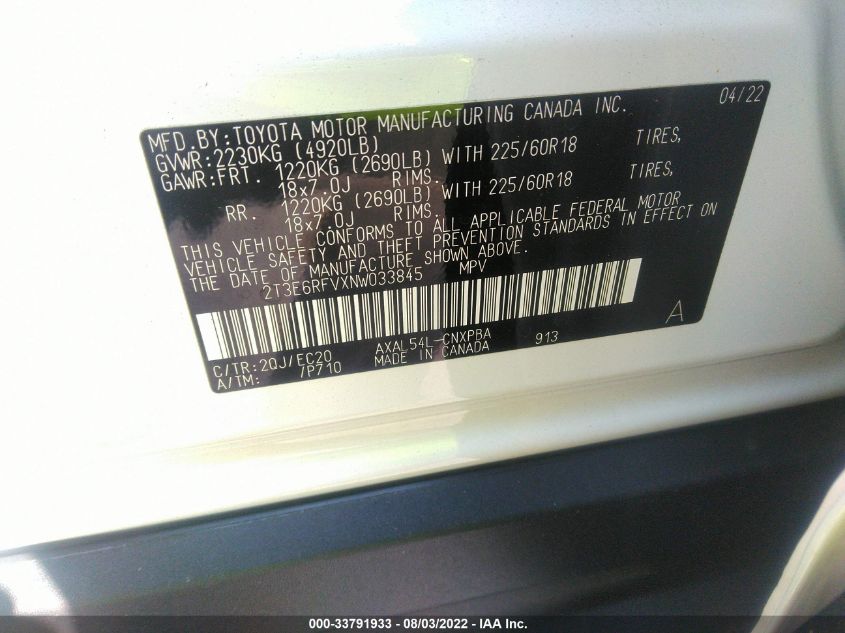 MFD.BY:TOYOTA MOTOR MANUFACTURING CANADA INC. 04/22
GVWR:2230KG (4920LB)
GAWR:FRT. 1220KG (2690LB) WITH 225/60R18 TIRES,
18x7.0J RIMS.
RR. 1220KG (2690LB) WITH 225/60R18 TIRES,
18x7.0J RIMS.
THIS VEHICLE CONFORMS TO ALL APPLICABLE FEDERAL MOTOR
VEHICLE SAFETY AND THEFT PREVENTION STANDARDS IN EFFECT ON
THE DATE OF MANUFACTURE SHOWN ABOVE.
2T3E6RFVXNW033845 MPV
A
C/TR:2QJ/EC20 AXAL54L-CNXPBA 913
A/TM: /P710 MADE IN CANADA
000-33791933 - 08/03/2022 - IAA Inc.